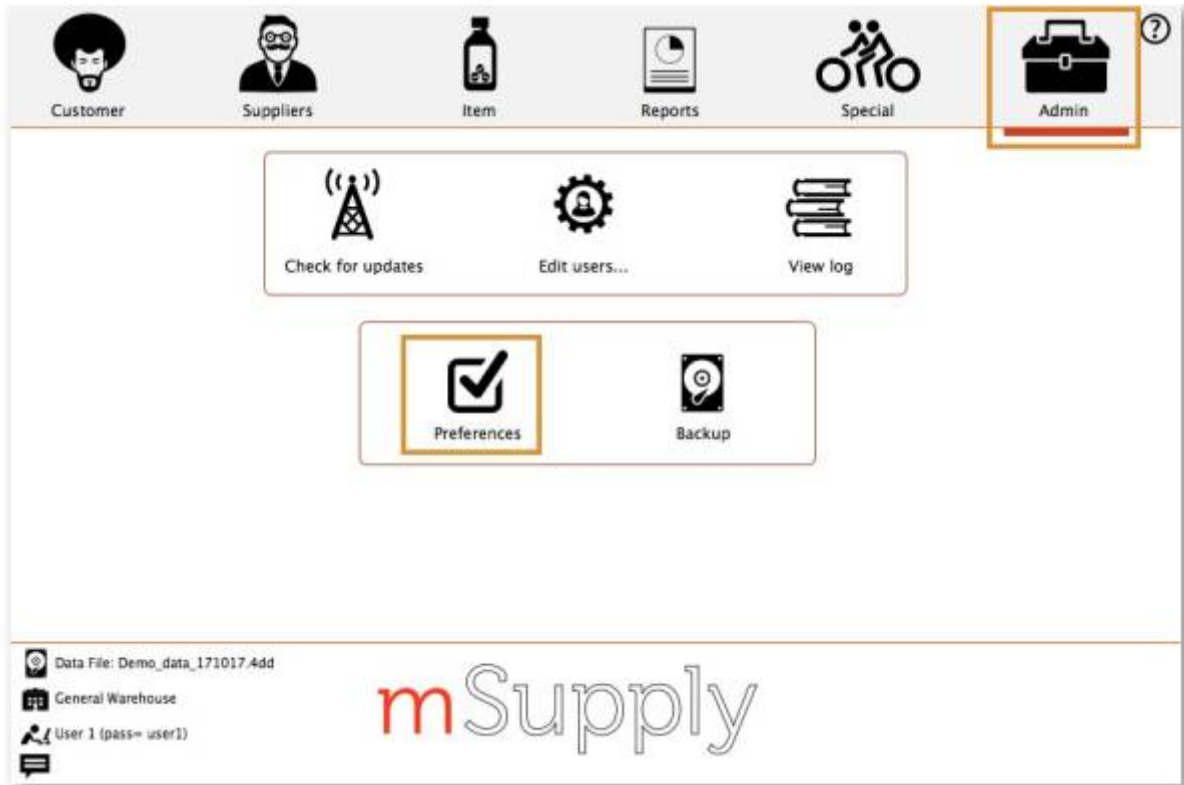 ?
Customer Suppliers Item Reports Special Admin
Check for updates Edit users... View log
Preferences Backup
Data File: Demo_data_171017.4dd
General Warehouse
User 1 (pass= user1)
mSupply